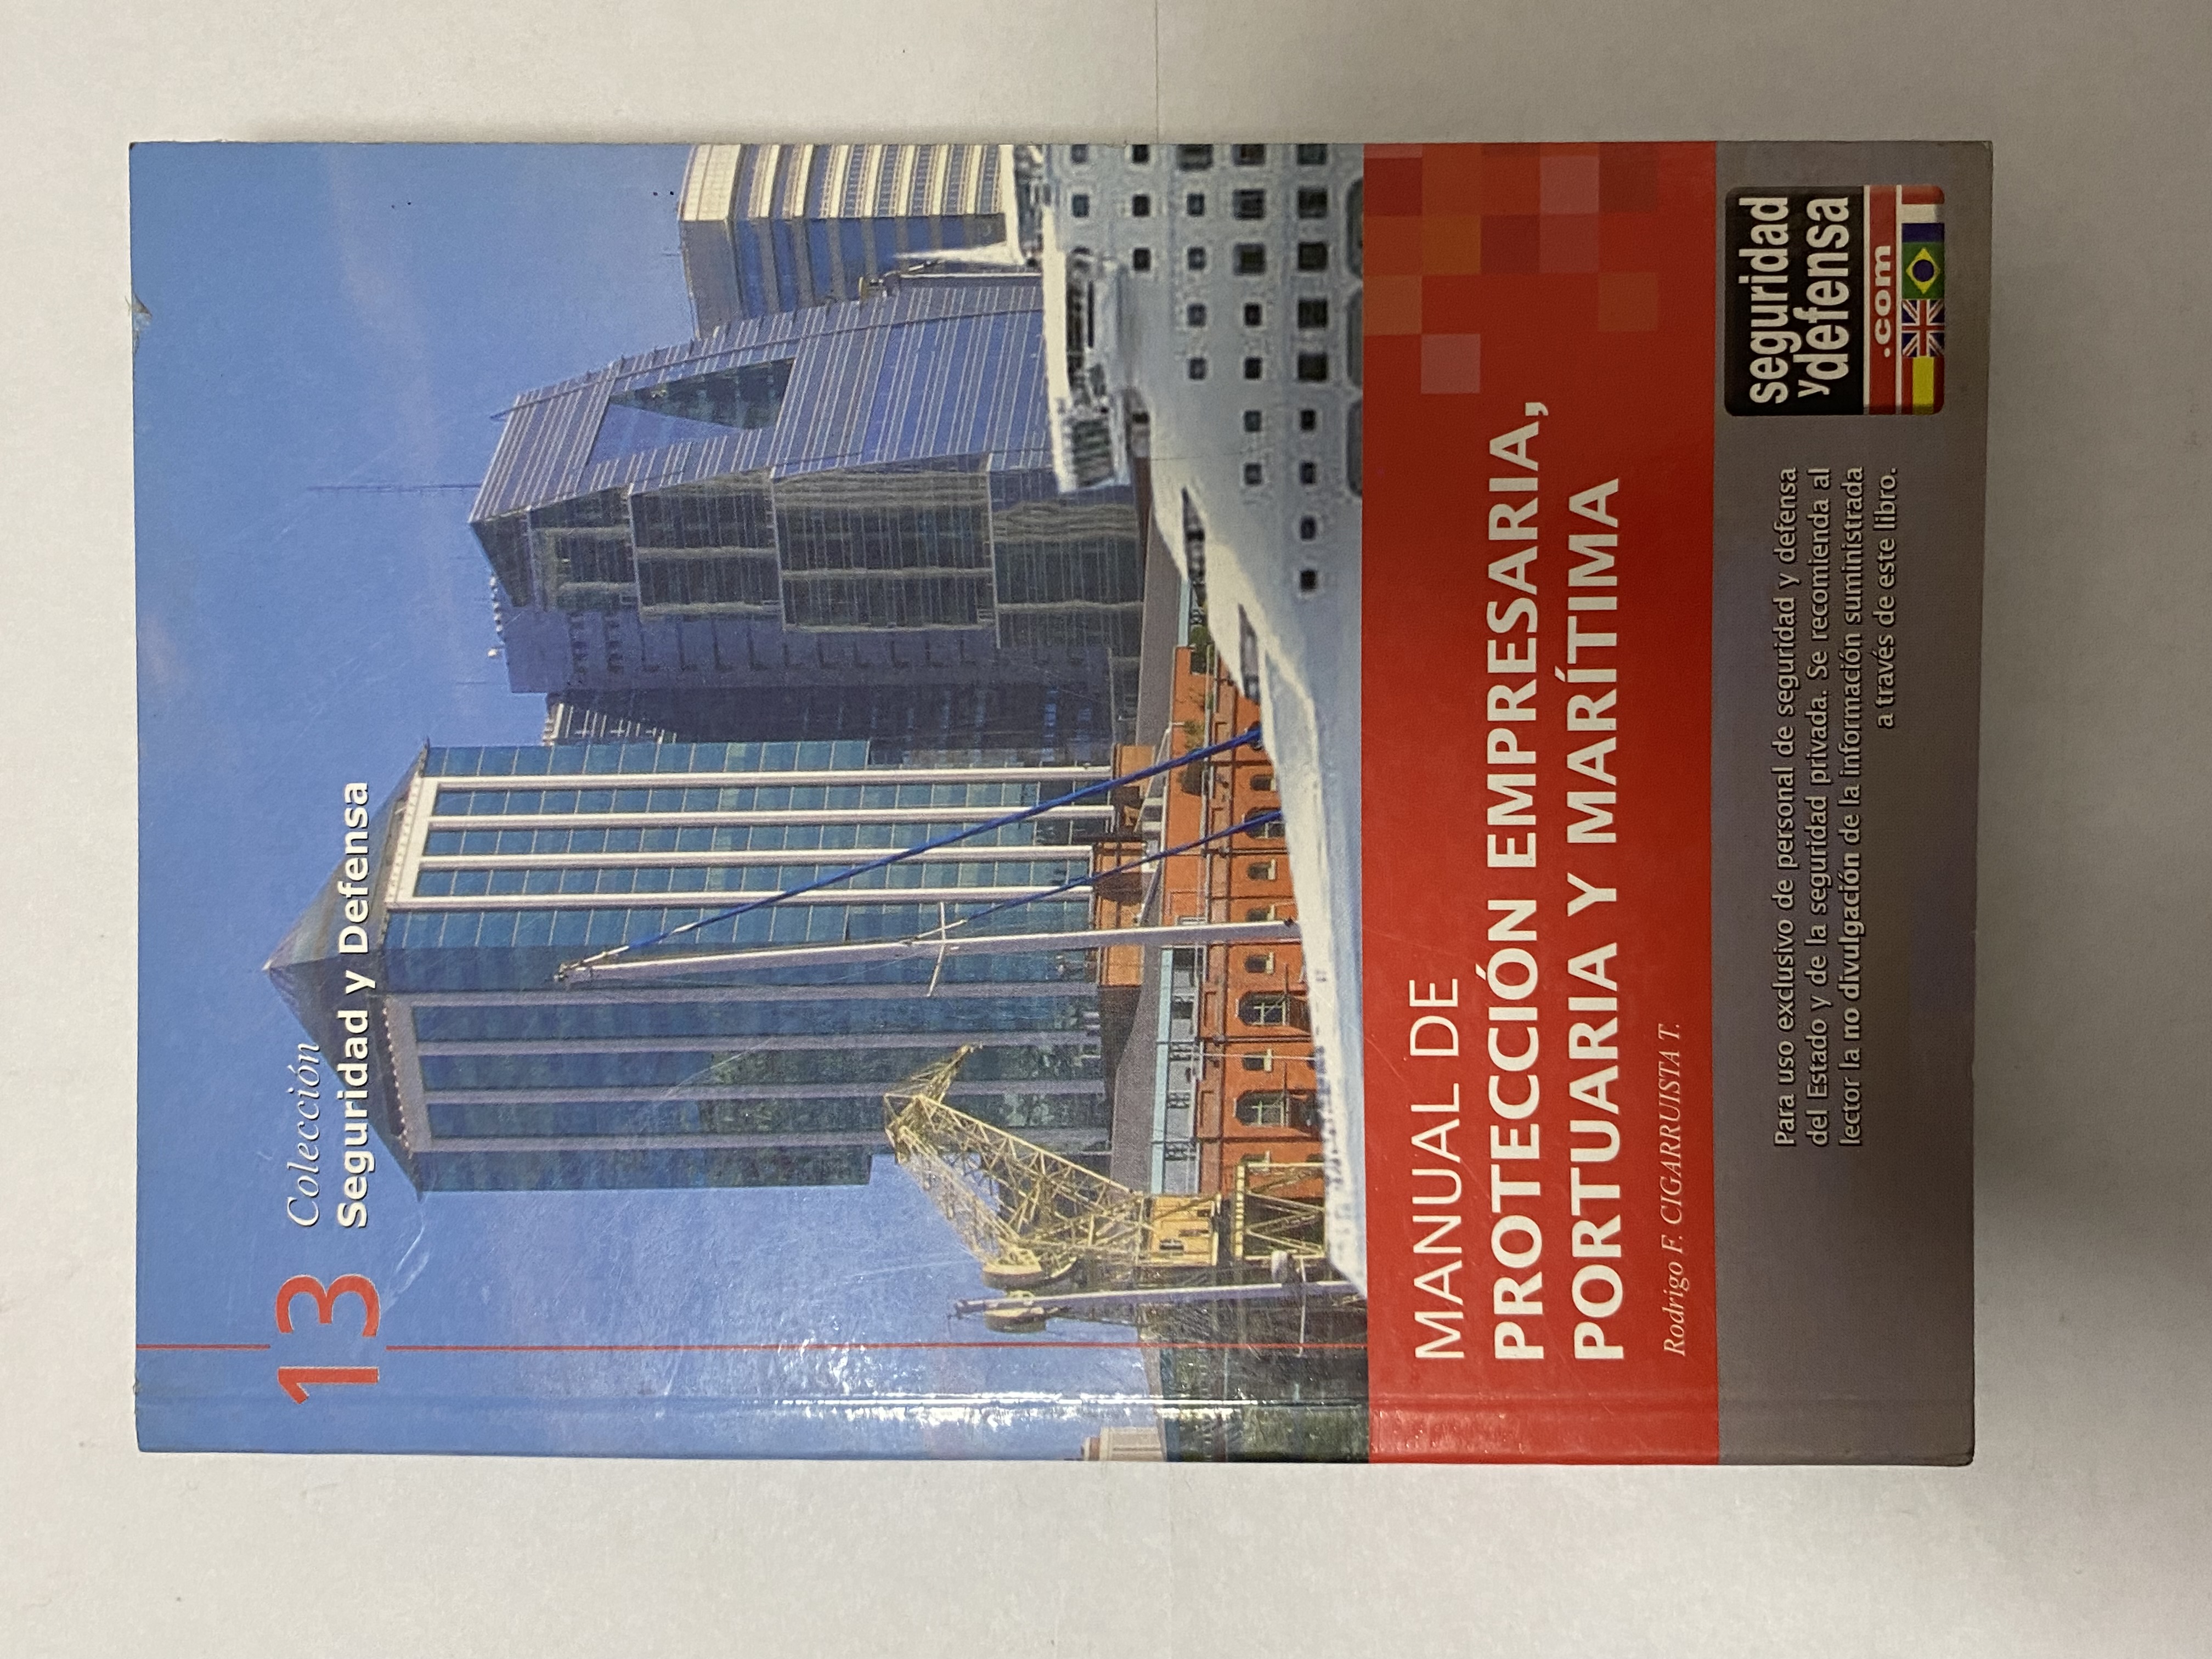 13
Colección
Seguridad y Defensa
MANUAL DE
PROTECCIÓN EMPRESARIA,
PORTUARIA Y MARÍTIMA
Rodrigo F. CIGARRUISTA T.
Para uso exclusivo de personal de seguridad y defensa
del Estado y de la seguridad privada. Se recomienda al
lector la no divulgación de la información suministrada
a través de este libro.
seguridad
y defensa
.com